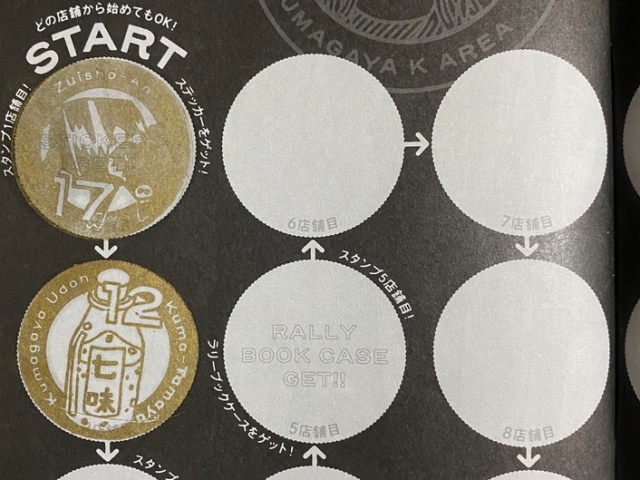 どの店舗から始めてもOK!
START
スタンプ1店舗目!
ステッカーをゲット!
Zuisho-An
17
KUMAGAYA K AREA
6店舗目
7店舗目
Kumagaya Udon Kuma-Tamaya
12
七味
スタンプ5店舗目!
RALLY
BOOK CASE
GET!!
ラリーブックケースをゲット!
5店舗目
8店舗目
スタンプ